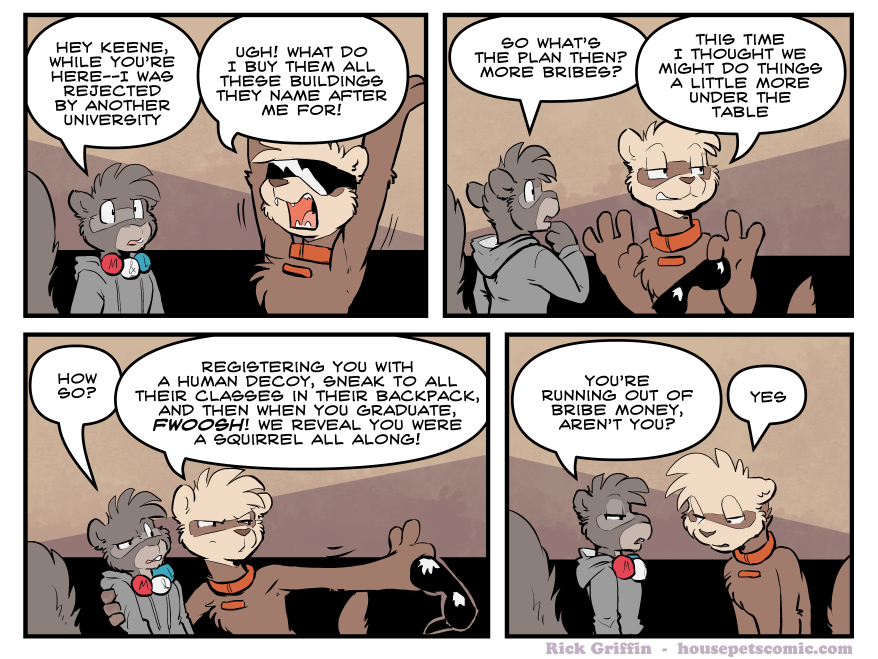 HEY KEENE,
WHILE YOU'RE
HERE--I WAS
REJECTED
BY ANOTHER
UNIVERSITY
UGH! WHAT DO
I BUY THEM ALL
THESE BUILDINGS
THEY NAME AFTER
ME FOR!
SO WHAT'S
THE PLAN THEN?
MORE BRIBES?
THIS TIME
I THOUGHT WE
MIGHT DO THINGS
A LITTLE MORE
UNDER THE
TABLE
HOW
SO?
REGISTERING YOU WITH
A HUMAN DECOY, SNEAK TO ALL
THEIR CLASSES IN THEIR BACKPACK,
AND THEN WHEN YOU GRADUATE,
FWOOSH! WE REVEAL YOU WERE
A SQUIRREL ALL ALONG!
YOU'RE
RUNNING OUT OF
BRIBE MONEY,
AREN'T YOU?
YES
Rick Griffin - housepetscomic.com